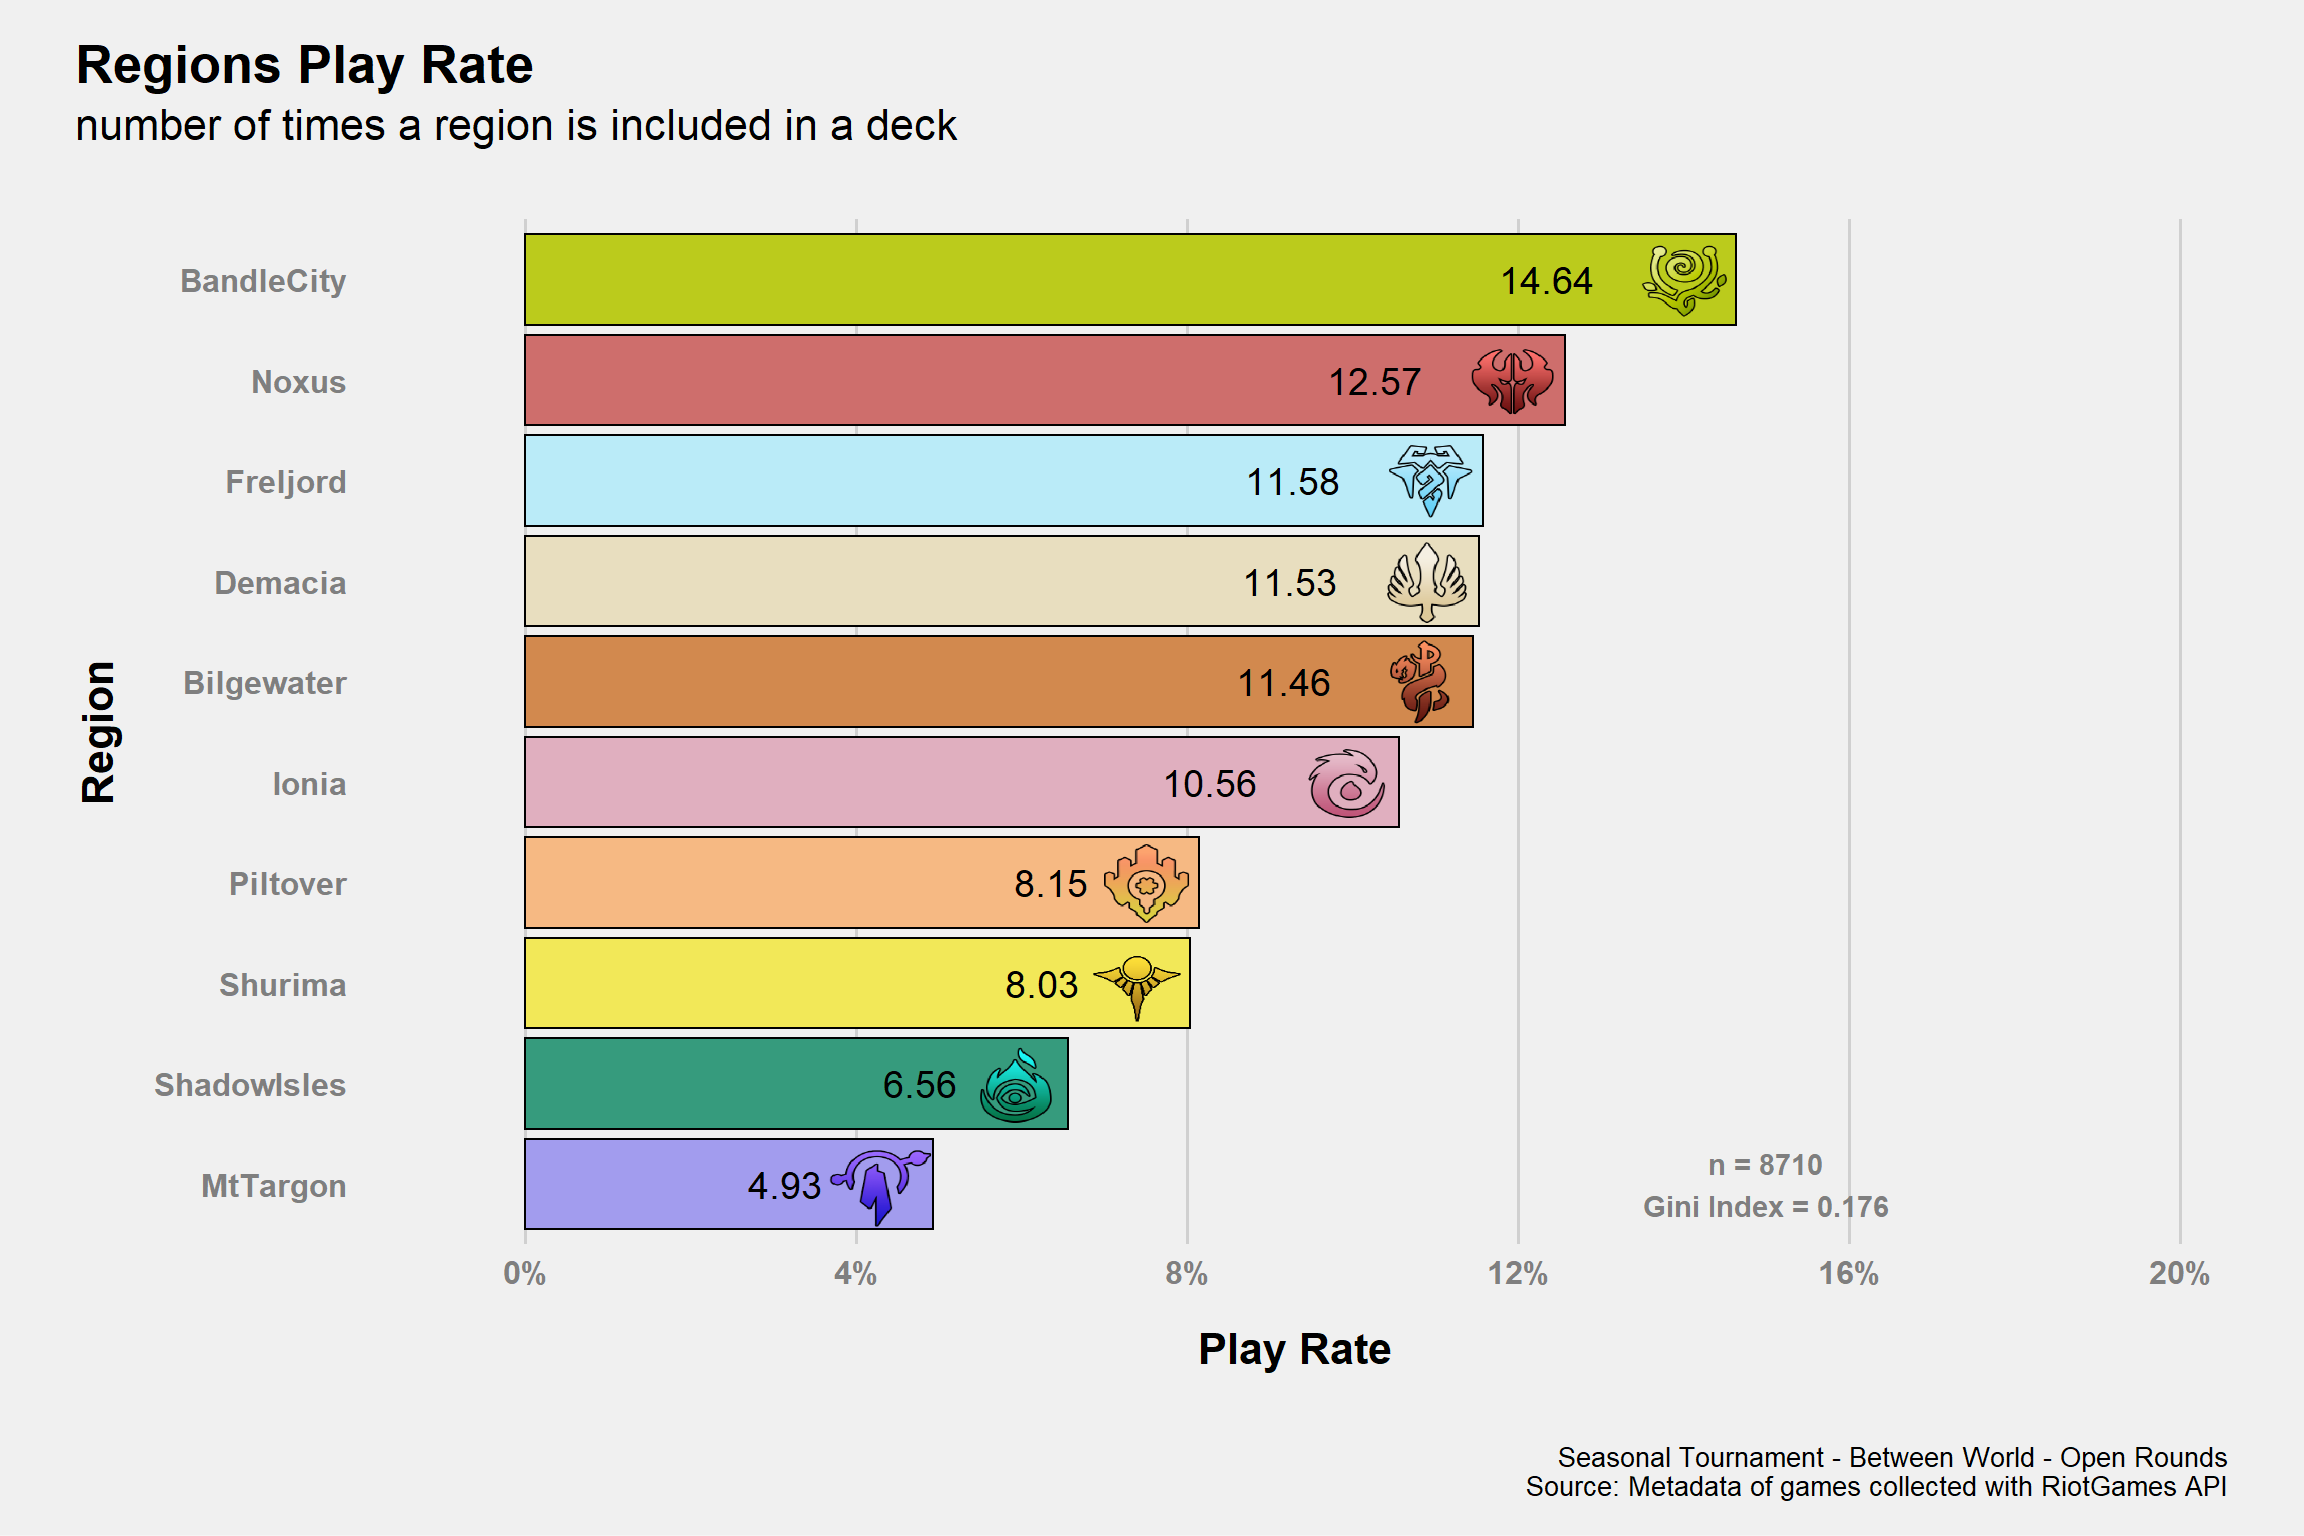 Regions Play Rate
number of times a region is included in a deck
Region
BandleCity 14.64
Noxus 12.57
Freljord 11.58
Demacia 11.53
Bilgewater 11.46
Ionia 10.56
Piltover 8.15
Shurima 8.03
ShadowIsles 6.56
MtTargon 4.93
n = 8710
Gini Index = 0.176
0% 4% 8% 12% 16% 20%
Play Rate
Seasonal Tournament - Between World - Open Rounds
Source: Metadata of games collected with RiotGames API